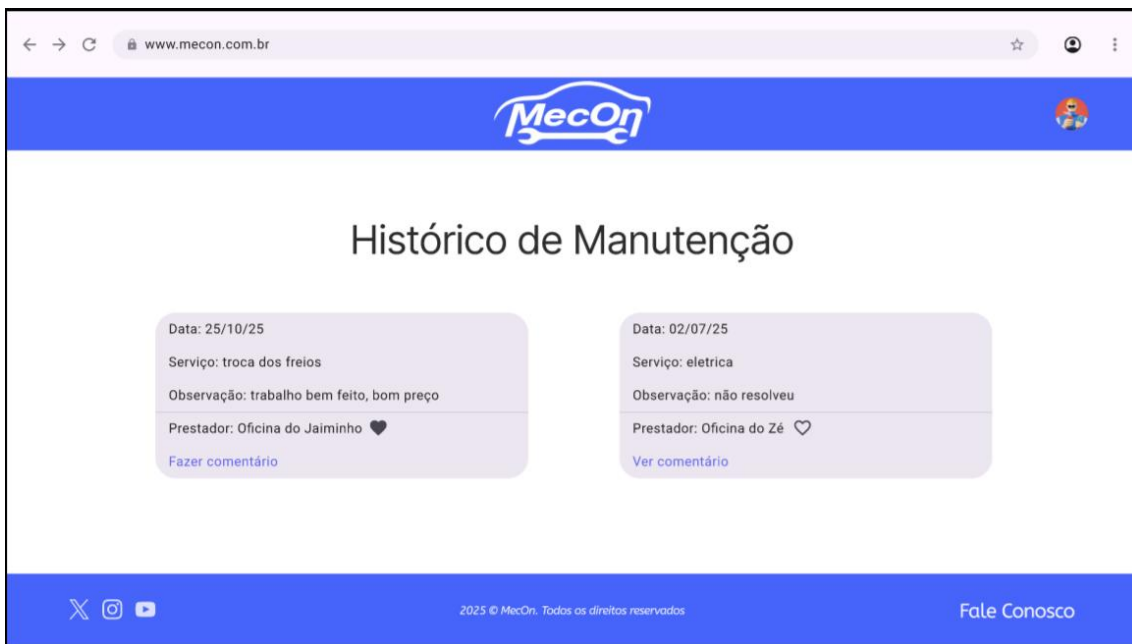 www.mecon.com.br
MecOn
Histórico de Manutenção
Data: 25/10/25
Serviço: troca dos freios
Observação: trabalho bem feito, bom preço
Prestador: Oficina do Jaiminho
Fazer comentário
Data: 02/07/25
Serviço: eletrica
Observação: não resolveu
Prestador: Oficina do Zé
Ver comentário
2025 © MecOn. Todos os direitos reservados
Fale Conosco